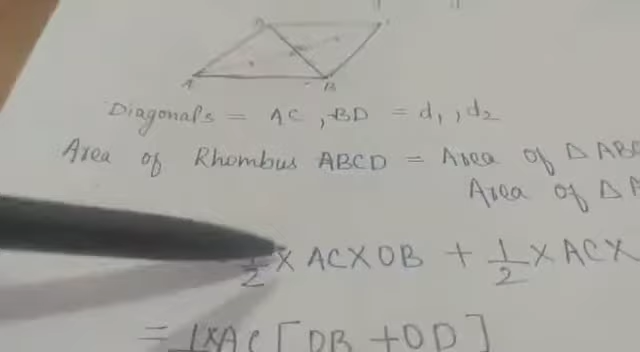 A B
Diagonals = AC, BD = d1, d2
Area of Rhombus ABCD = Area of Δ ABC
Area of Δ A
1/2 × AC × OB + 1/2 × AC ×
= 1 × AC [OB + OD]